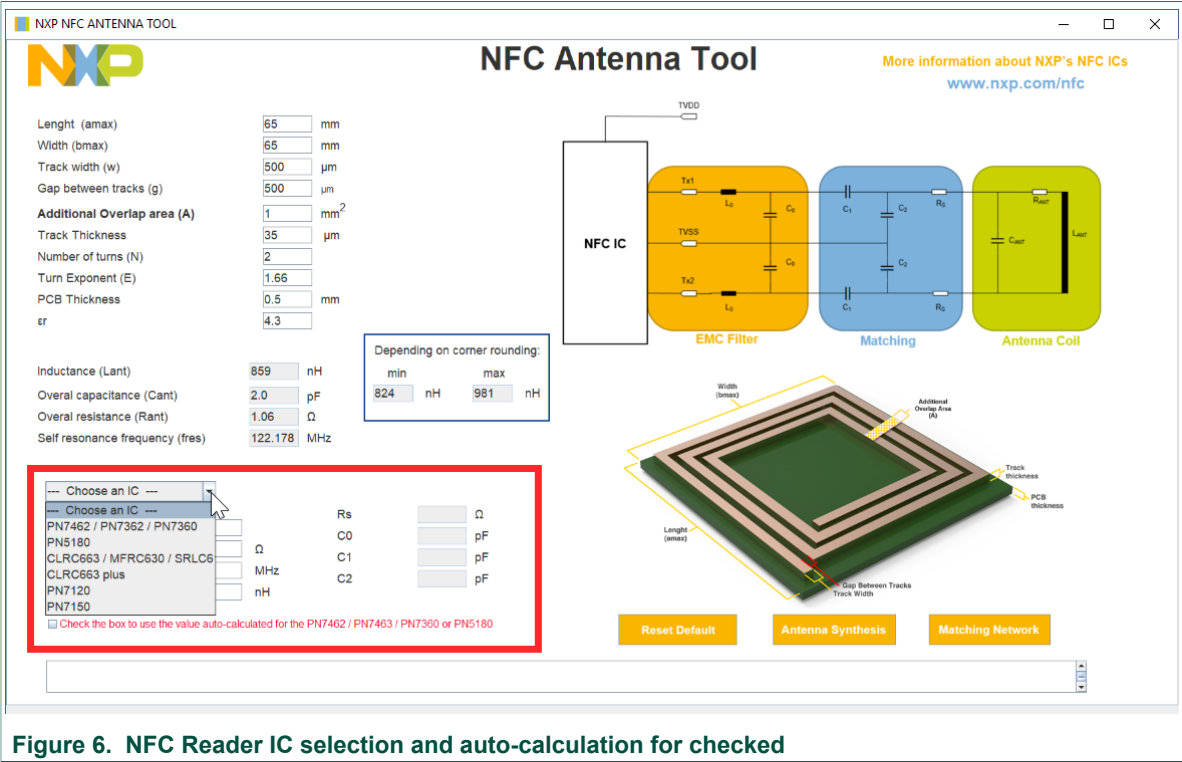 NXP NFC ANTENNA TOOL
NXP
NFC Antenna Tool
More information about NXP's NFC ICs
www.nxp.com/nfc
Lenght (amax) 65 mm
Width (bmax) 65 mm
Track width (w) 500 µm
Gap between tracks (g) 500 µm
Additional Overlap area (A) 1 mm2
Track Thickness 35 µm
Number of turns (N) 2
Turn Exponent (E) 1.66
PCB Thickness 0.5 mm
εr 4.3
Inductance (Lant) 859 nH
Overal capacitance (Cant) 2.0 pF
Overal resistance (Rant) 1.06 Ω
Self resonance frequency (fres) 122.178 MHz
Depending on corner rounding:
min max
824 nH 981 nH
TVDD
NFC IC
Tx1
L0
C0
TVSS
C0
Tx2
L0
EMC Filter
C1
C2
Rs
C2
C1
Rs
Matching
RANT
CANT
LANT
Antenna Coil
Width
(bmax)
Additional
Overlap Area
(A)
Track
thickness
PCB
thickness
Lenght
(amax)
Gap Between Tracks
Track Width
--- Choose an IC ---
--- Choose an IC ---
PN7462 / PN7362 / PN7360
PN5180
CLRC663 / MFRC630 / SRLC6
CLRC663 plus
PN7120
PN7150
Ω
MHz
nH
Rs Ω
C0 pF
C1 pF
C2 pF
Check the box to use the value auto-calculated for the PN7462 / PN7463 / PN7360 or PN5180
Reset Default
Antenna Synthesis
Matching Network
Figure 6. NFC Reader IC selection and auto-calculation for checked